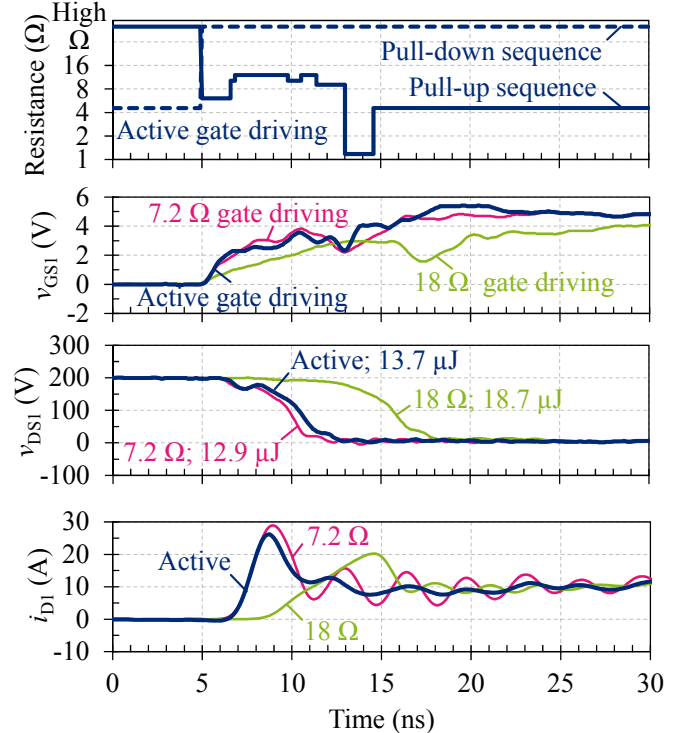 High
Ω
16
8
4
2
1
Resistance (Ω)
Pull-down sequence
Pull-up sequence
Active gate driving
6
4
2
0
-2
vGS1 (V)
7.2 Ω gate driving
Active gate driving
18 Ω gate driving
300
200
100
0
-100
vDS1 (V)
Active; 13.7 µJ
18 Ω; 18.7 µJ
7.2 Ω; 12.9 µJ
30
20
10
0
-10
iD1 (A)
7.2 Ω
Active
18 Ω
0 5 10 15 20 25 30
Time (ns)